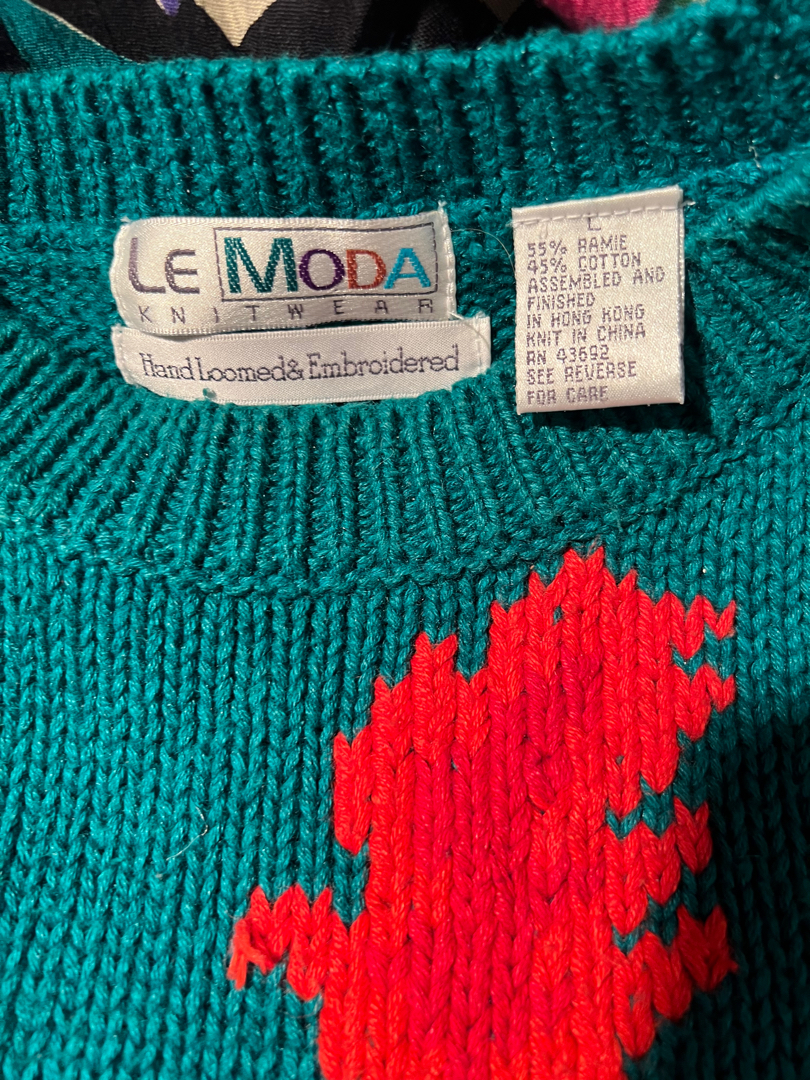 LE MODA
KNITWEAR
Hand Loomed & Embroidered
L
55% RAMIE
45% COTTON
ASSEMBLED AND
FINISHED
IN HONG KONG
KNIT IN CHINA
RN 43692
SEE REVERSE
FOR CARE